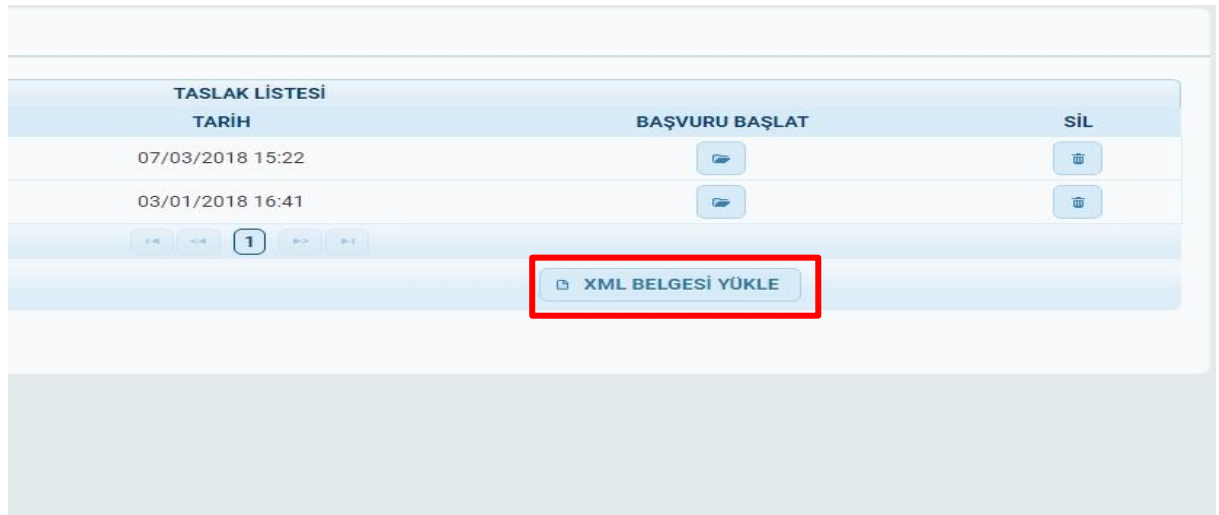 TASLAK LİSTESİ
TARİH BAŞVURU BAŞLAT SİL
07/03/2018 15:22
03/01/2018 16:41
1
XML BELGESİ YÜKLE